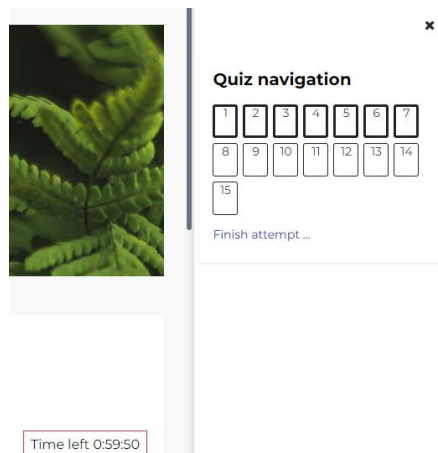 Quiz navigation
1 2 3 4 5 6 7
8 9 10 11 12 13 14
15
Finish attempt ...
Time left 0:59:50